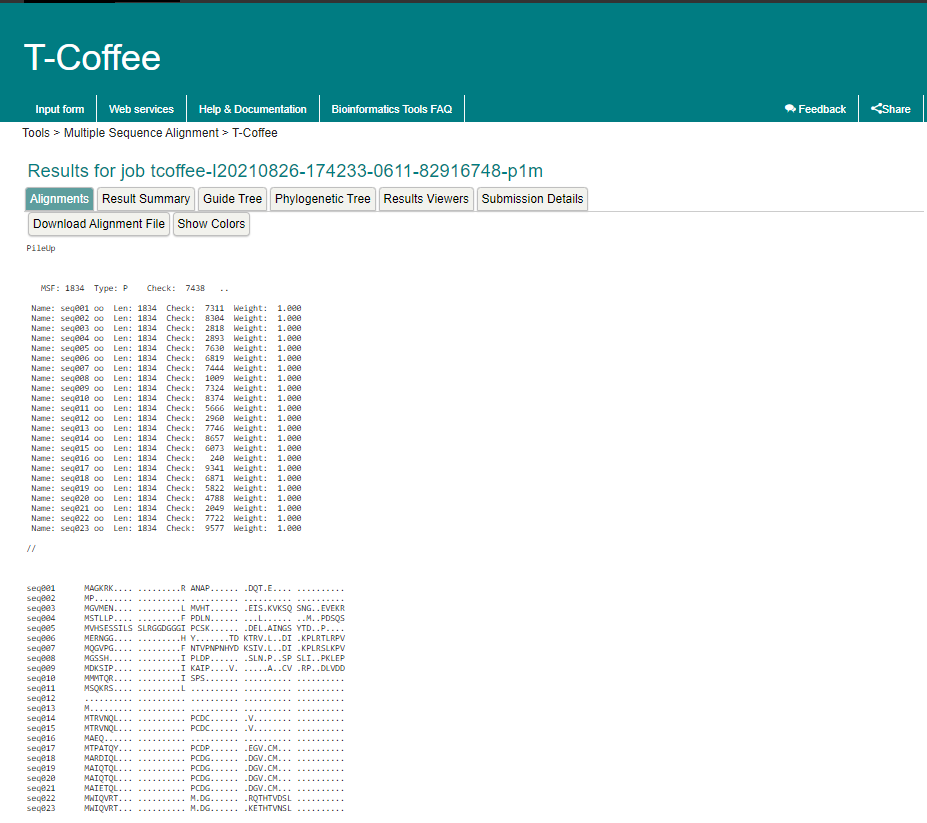 T-Coffee
Input form Web services Help & Documentation Bioinformatics Tools FAQ Feedback Share
Tools > Multiple Sequence Alignment > T-Coffee
Results for job tcoffee-I20210826-174233-0611-82916748-p1m
Alignments Result Summary Guide Tree Phylogenetic Tree Results Viewers Submission Details
Download Alignment File Show Colors
PileUp
MSF: 1834 Type: P Check: 7438 ..
Name: seq001 oo Len: 1834 Check: 7311 Weight: 1.000
Name: seq002 oo Len: 1834 Check: 8304 Weight: 1.000
Name: seq003 oo Len: 1834 Check: 2818 Weight: 1.000
Name: seq004 oo Len: 1834 Check: 2893 Weight: 1.000
Name: seq005 oo Len: 1834 Check: 7630 Weight: 1.000
Name: seq006 oo Len: 1834 Check: 6819 Weight: 1.000
Name: seq007 oo Len: 1834 Check: 7444 Weight: 1.000
Name: seq008 oo Len: 1834 Check: 1009 Weight: 1.000
Name: seq009 oo Len: 1834 Check: 7324 Weight: 1.000
Name: seq010 oo Len: 1834 Check: 8374 Weight: 1.000
Name: seq011 oo Len: 1834 Check: 5666 Weight: 1.000
Name: seq012 oo Len: 1834 Check: 2960 Weight: 1.000
Name: seq013 oo Len: 1834 Check: 7746 Weight: 1.000
Name: seq014 oo Len: 1834 Check: 8657 Weight: 1.000
Name: seq015 oo Len: 1834 Check: 6073 Weight: 1.000
Name: seq016 oo Len: 1834 Check: 240 Weight: 1.000
Name: seq017 oo Len: 1834 Check: 9341 Weight: 1.000
Name: seq018 oo Len: 1834 Check: 6871 Weight: 1.000
Name: seq019 oo Len: 1834 Check: 5822 Weight: 1.000
Name: seq020 oo Len: 1834 Check: 4788 Weight: 1.000
Name: seq021 oo Len: 1834 Check: 2049 Weight: 1.000
Name: seq022 oo Len: 1834 Check: 7722 Weight: 1.000
Name: seq023 oo Len: 1834 Check: 9577 Weight: 1.000
//
seq001 MAGKRK.... .........R ANAP...... .DQT.E.... ..........
seq002 MP........ .......... .......... .......... ..........
seq003 MGVMEN.... .........L MVHT...... .EIS.KVKSQ SNG..EVEKR
seq004 MSTLLP.... .........F PDLN...... ...L...... ..M..PDSQS
seq005 MVHSESSILS SLRGGDGGGI PCSK...... .DEL.AINGS YTD..P....
seq006 MERNGG.... .........H Y.......TD KTRV.L..DI .KPLRTLRPV
seq007 MQGVPG.... .........F NTVPNPNHYD KSIV.L..DI .KPLRSLKPV
seq008 MGSSH..... .........I PLDP...... .SLN.P..SP SLI..PKLEP
seq009 MDKSIP.... .........I KAIP....V. .....A..CV .RP..DLVDD
seq010 MMMTQR.... .........I SPS....... .......... ..........
seq011 MSQKRS.... .........L .......... .......... ..........
seq012 .......... .......... .......... .......... ..........
seq013 M......... .......... .......... .......... ..........
seq014 MTRVNQL... .......... PCDC...... .V........ ..........
seq015 MTRVNQL... .......... PCDC...... .V........ ..........
seq016 MAEQ...... .......... .......... .......... ..........
seq017 MTPATQY... .......... PCDP...... .EGV.CM... ..........
seq018 MARDIQL... .......... PCDG...... .DGV.CM... ..........
seq019 MAIQTQL... .......... PCDG...... .DGV.CM... ..........
seq020 MAIQTQL... .......... PCDG...... .DGV.CM... ..........
seq021 MAIETQL... .......... PCDG...... .DGV.CM... ..........
seq022 MWIQVRT... .......... M.DG...... .RQTHTVDSL ..........
seq023 MWIQVRT... .......... M.DG...... .KETHTVNSL ..........